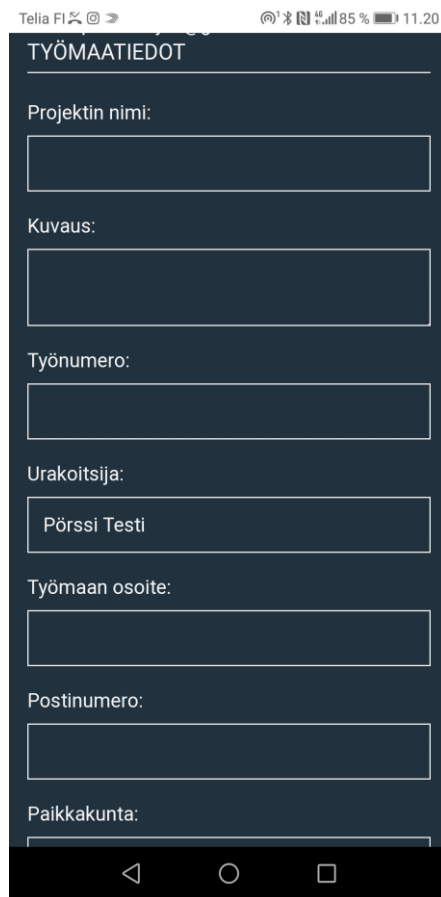 Telia FI 85 % 11.20
TYÖMAATIEDOT
Projektin nimi:
Kuvaus:
Työnumero:
Urakoitsija:
Pörssi Testi
Työmaan osoite:
Postinumero:
Paikkakunta: